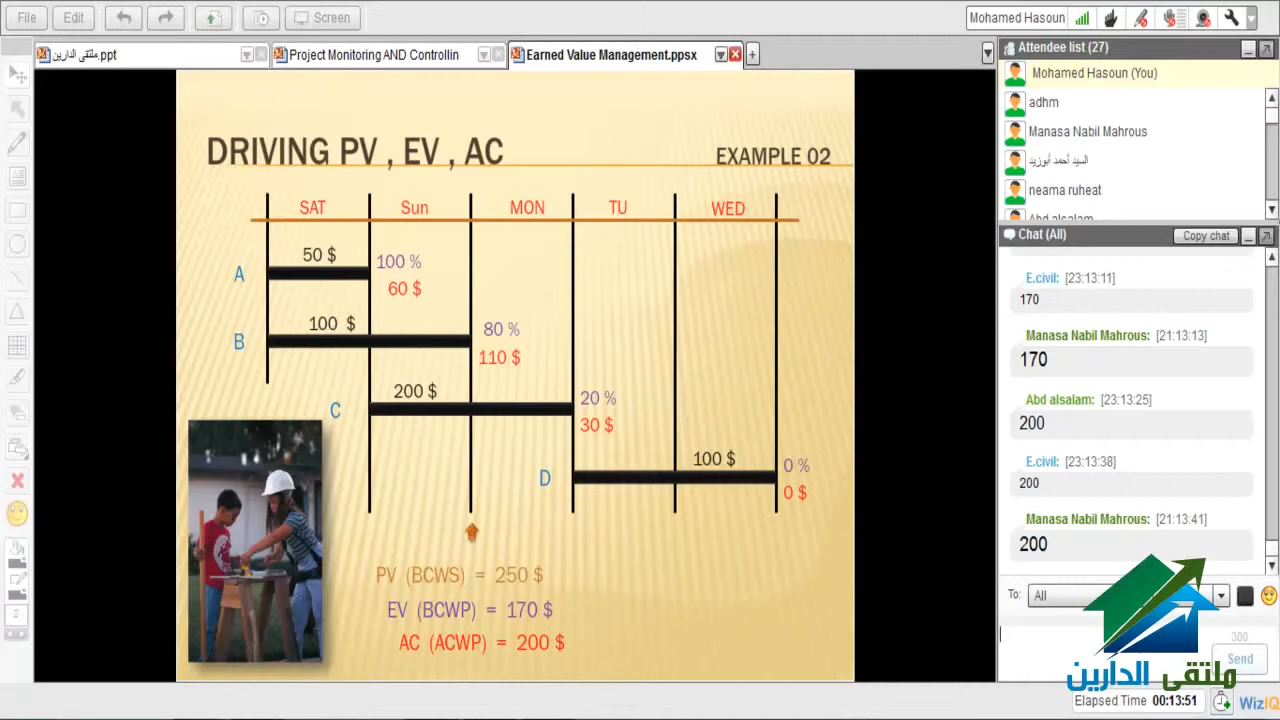 File
Edit
Screen
Mohamed Hasoun
ملتقى الدارين.ppt
Project Monitoring AND Controllin
Earned Value Management.ppsx
Attendee list (27)
Mohamed Hasoun (You)
adhm
Manasa Nabil Mahrous
السيد أحمد أبوزيد
neama ruheat
Abd alsalam
DRIVING PV , EV , AC
EXAMPLE 02
SAT Sun MON TU WED
50 $
A
100 %
60 $
100 $
B
80 %
110 $
200 $
C
20 %
30 $
100 $
D
0 %
0 $
PV (BCWS) = 250 $
EV (BCWP) = 170 $
AC (ACWP) = 200 $
Chat (All)
Copy chat
E.civil: [23:13:11]
170
Manasa Nabil Mahrous: [21:13:13]
170
Abd alsalam: [23:13:25]
200
E.civil: [23:13:38]
200
Manasa Nabil Mahrous: [21:13:41]
200
To: All
300
Send
ملتقى الدارين
Elapsed Time 00:13:51
WizIQ
2